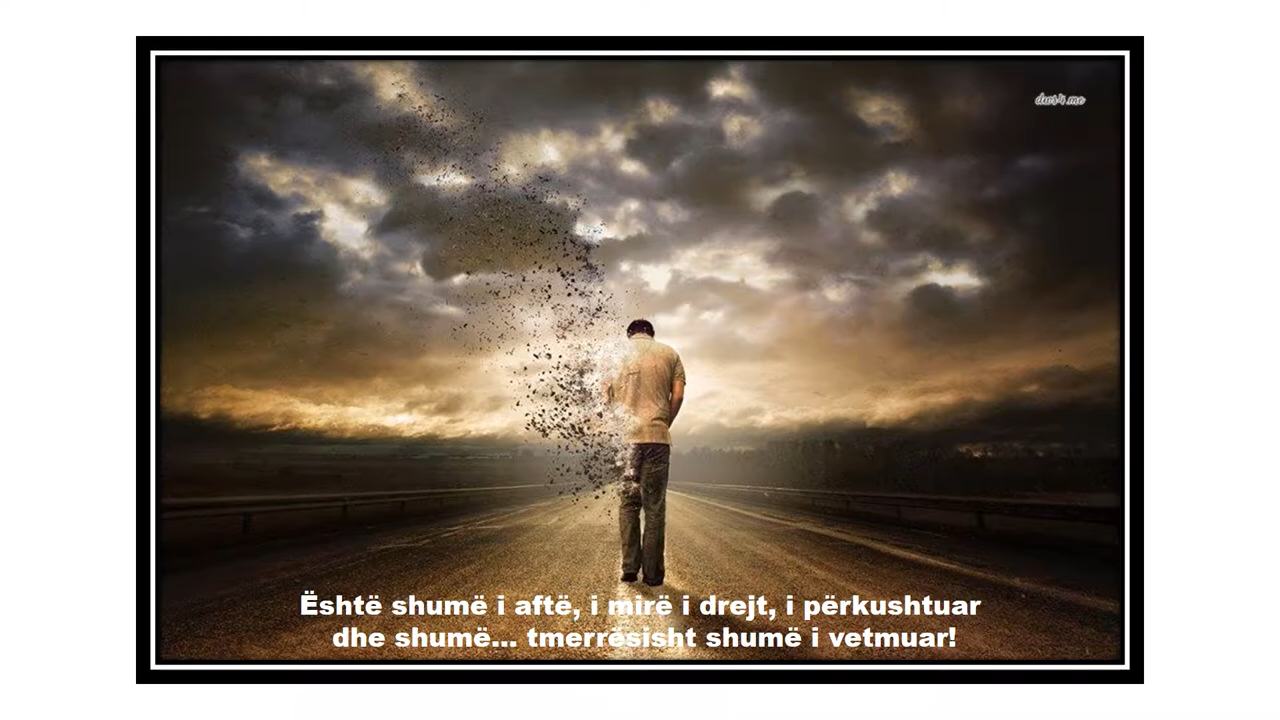 Është shumë i aftë, i mirë i drejt, i përkushtuar
dhe shumë... tmerrësisht shumë i vetmuar!